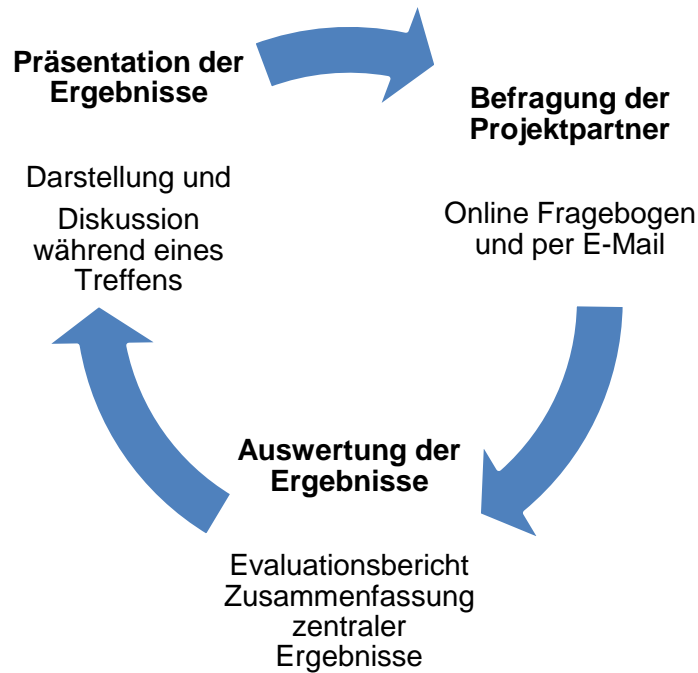 Präsentation der
Ergebnisse
Darstellung und
Diskussion
während eines
Treffens
Befragung der
Projektpartner
Online Fragebogen
und per E-Mail
Auswertung der
Ergebnisse
Evaluationsbericht
Zusammenfassung
zentraler
Ergebnisse